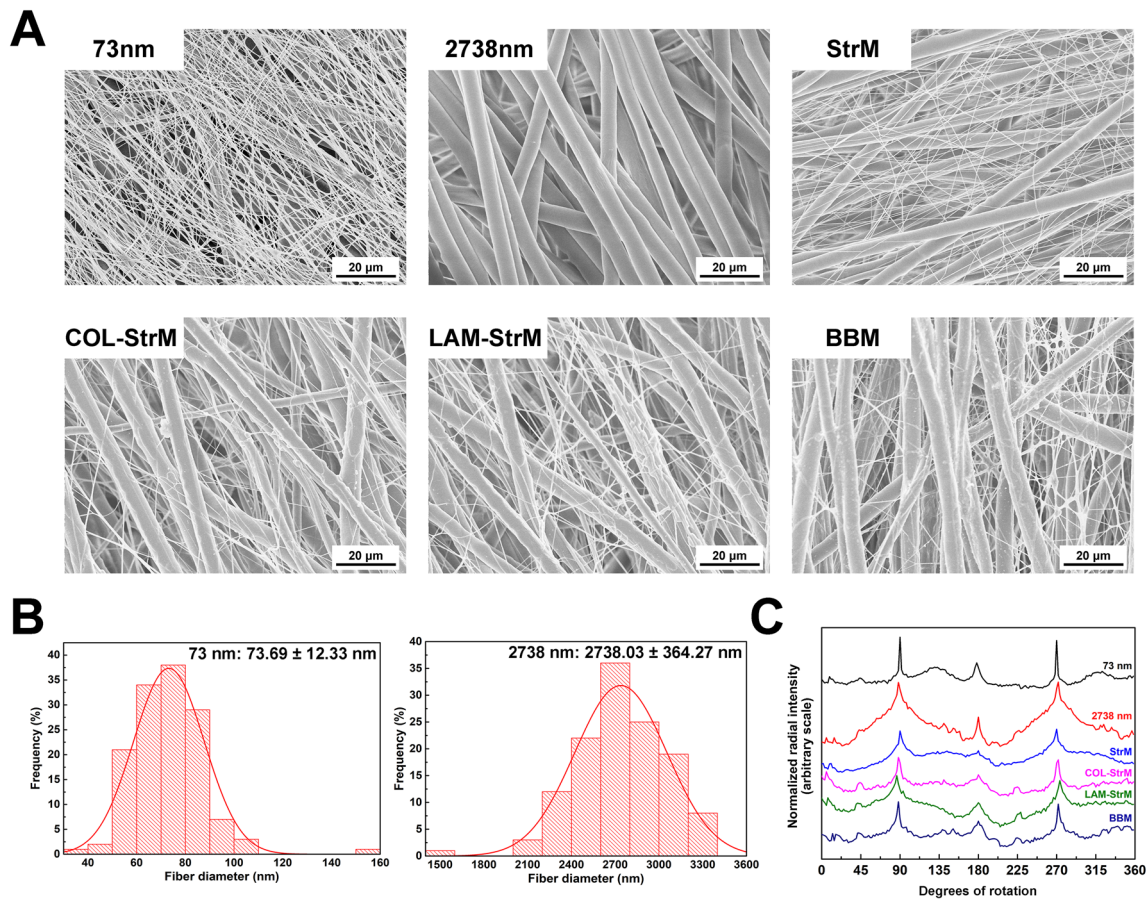 A
73nm
2738nm
StrM
20 µm
20 µm
20 µm
COL-StrM
LAM-StrM
BBM
20 µm
20 µm
20 µm
B
73 nm: 73.69 ± 12.33 nm
Frequency (%)
40
35
30
25
20
15
10
5
0
40 60 80 100 120 140 160
Fiber diameter (nm)
2738 nm: 2738.03 ± 364.27 nm
Frequency (%)
40
35
30
25
20
15
10
5
0
1500 2100 2400 2700 3000 3300 3600
Fiber diameter (nm)
C
Normalized radial intensity
(arbitrary scale)
73 nm
2738 nm
StrM
COL-StrM
LAM-StrM
BBM
0 45 90 135 180 225 270 315 360
Degrees of rotation